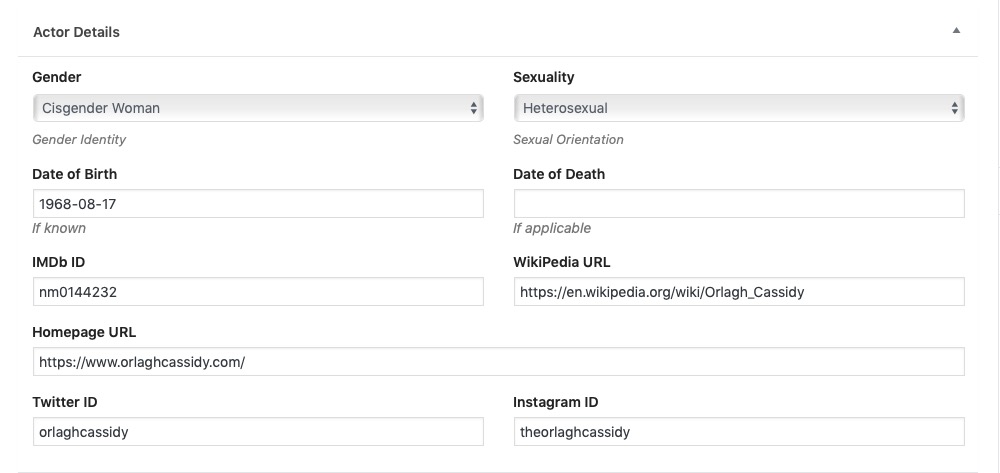 Actor Details
Gender Sexuality
Cisgender Woman Heterosexual
Gender Identity Sexual Orientation
Date of Birth Date of Death
1968-08-17
If known If applicable
IMDb ID WikiPedia URL
nm0144232 https://en.wikipedia.org/wiki/Orlagh_Cassidy
Homepage URL
https://www.orlaghcassidy.com/
Twitter ID Instagram ID
orlaghcassidy theorlaghcassidy